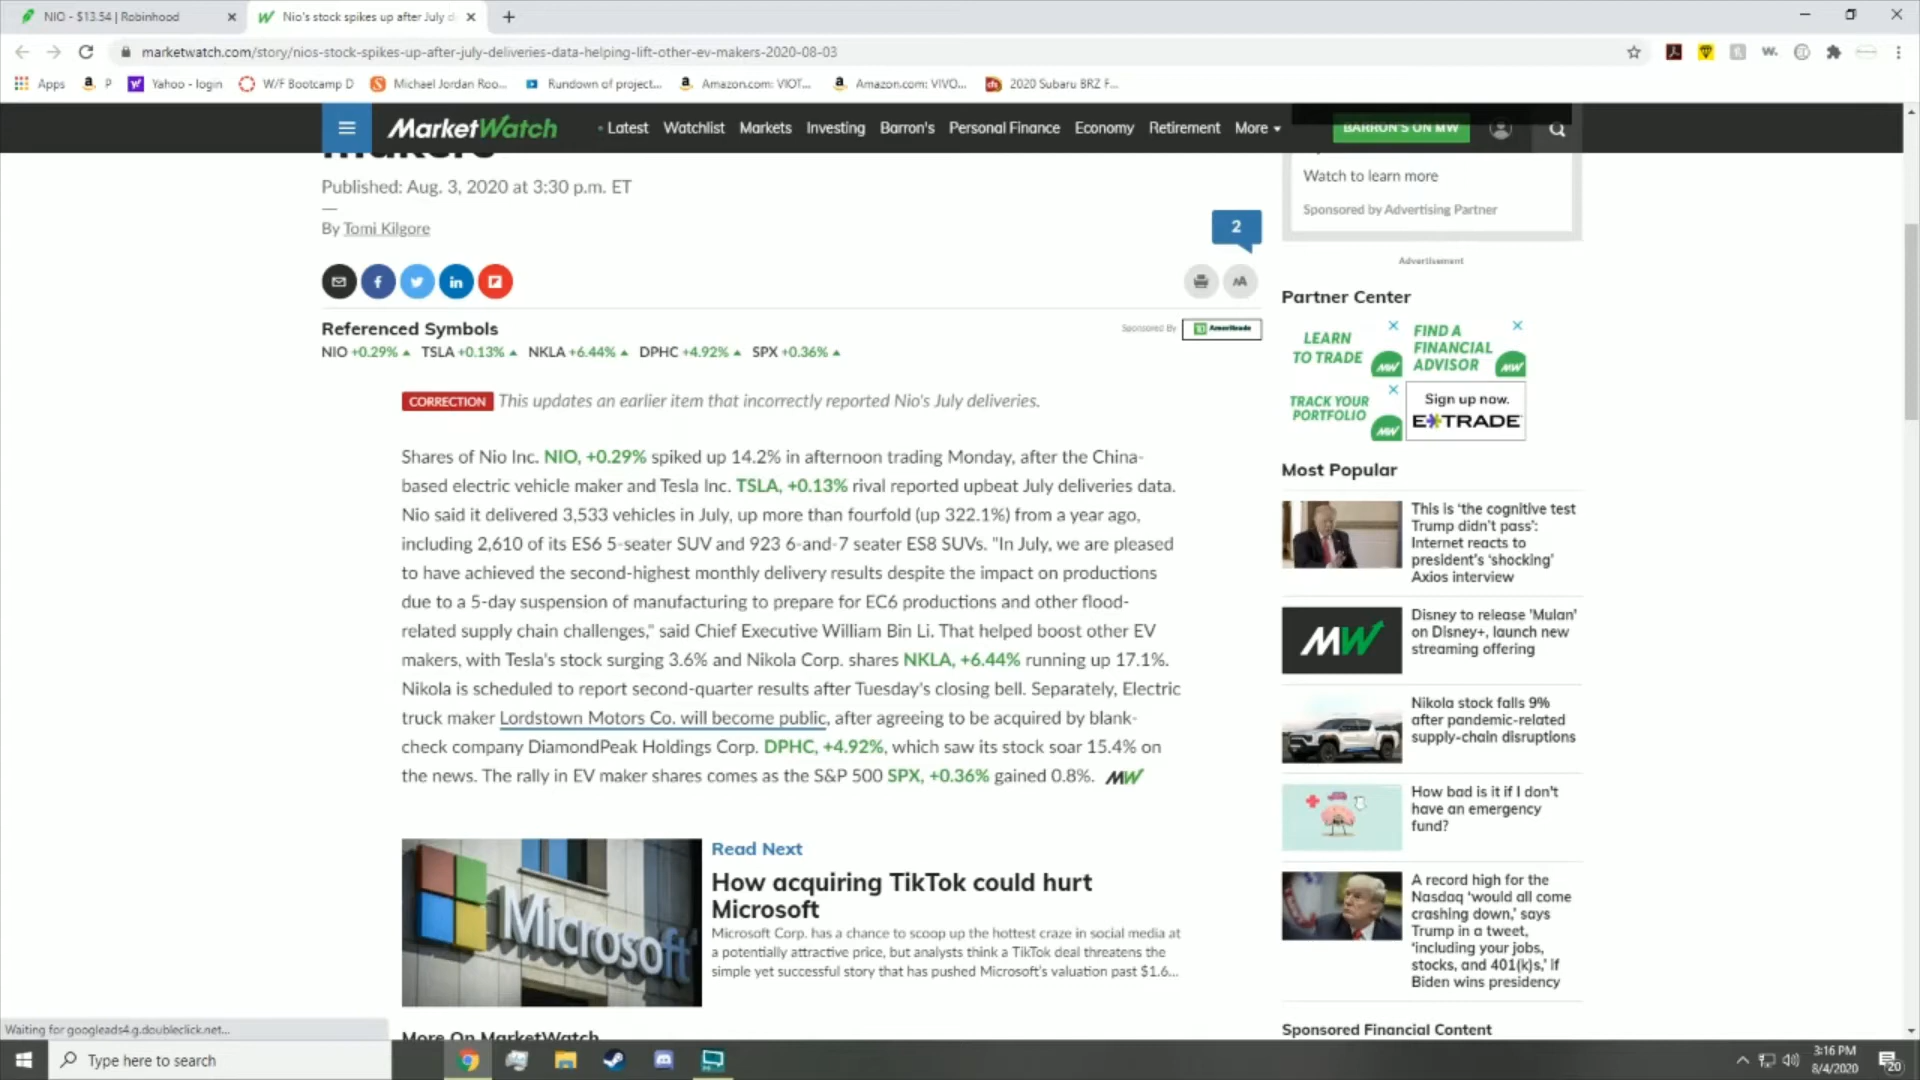 NIO - $13.54 | Robinhood
Nio's stock spikes up after July d
marketwatch.com/story/nios-stock-spikes-up-after-july-deliveries-data-helping-lift-other-ev-makers-2020-08-03
Apps
P
Yahoo - login
W/F Bootcamp D
Michael Jordan Roo...
Rundown of project...
Amazon.com: VIOT...
Amazon.com: VIVO...
2020 Subaru BRZ F...
MarketWatch
Latest Watchlist Markets Investing Barron's Personal Finance Economy Retirement More
BARRON'S ON MW
makers
Published: Aug. 3, 2020 at 3:30 p.m. ET
By Tomi Kilgore
2
AA
Referenced Symbols
Sponsored By
Ameritrade
NIO +0.29% TSLA +0.13% NKLA +6.44% DPHC +4.92% SPX +0.36%
CORRECTION This updates an earlier item that incorrectly reported Nio's July deliveries.
Shares of Nio Inc. NIO, +0.29% spiked up 14.2% in afternoon trading Monday, after the China-
based electric vehicle maker and Tesla Inc. TSLA, +0.13% rival reported upbeat July deliveries data.
Nio said it delivered 3,533 vehicles in July, up more than fourfold (up 322.1%) from a year ago,
including 2,610 of its ES6 5-seater SUV and 923 6-and-7 seater ES8 SUVs. "In July, we are pleased
to have achieved the second-highest monthly delivery results despite the impact on productions
due to a 5-day suspension of manufacturing to prepare for EC6 productions and other flood-
related supply chain challenges," said Chief Executive William Bin Li. That helped boost other EV
makers, with Tesla's stock surging 3.6% and Nikola Corp. shares NKLA, +6.44% running up 17.1%.
Nikola is scheduled to report second-quarter results after Tuesday's closing bell. Separately, Electric
truck maker Lordstown Motors Co. will become public, after agreeing to be acquired by blank-
check company DiamondPeak Holdings Corp. DPHC, +4.92%, which saw its stock soar 15.4% on
the news. The rally in EV maker shares comes as the S&P 500 SPX, +0.36% gained 0.8%. MW
Microsoft
Read Next
How acquiring TikTok could hurt
Microsoft
Microsoft Corp. has a chance to scoop up the hottest craze in social media at
a potentially attractive price, but analysts think a TikTok deal threatens the
simple yet successful story that has pushed Microsoft's valuation past $1.6...
More On MarketWatch
Watch to learn more
Sponsored by Advertising Partner
Advertisement
Partner Center
LEARN
TO TRADE
MW
FIND A
FINANCIAL
ADVISOR
MW
TRACK YOUR
PORTFOLIO
MW
Sign up now.
E*TRADE
Most Popular
This is 'the cognitive test
Trump didn't pass':
Internet reacts to
president's 'shocking'
Axios interview
MW
Disney to release 'Mulan'
on Disney+, launch new
streaming offering
Nikola stock falls 9%
after pandemic-related
supply-chain disruptions
How bad is it if I don't
have an emergency
fund?
A record high for the
Nasdaq 'would all come
crashing down,' says
Trump in a tweet,
'including your jobs,
stocks, and 401(k)s,' if
Biden wins presidency
Sponsored Financial Content
Waiting for googleads4.g.doubleclick.net...
Type here to search
3:16 PM
8/4/2020
20